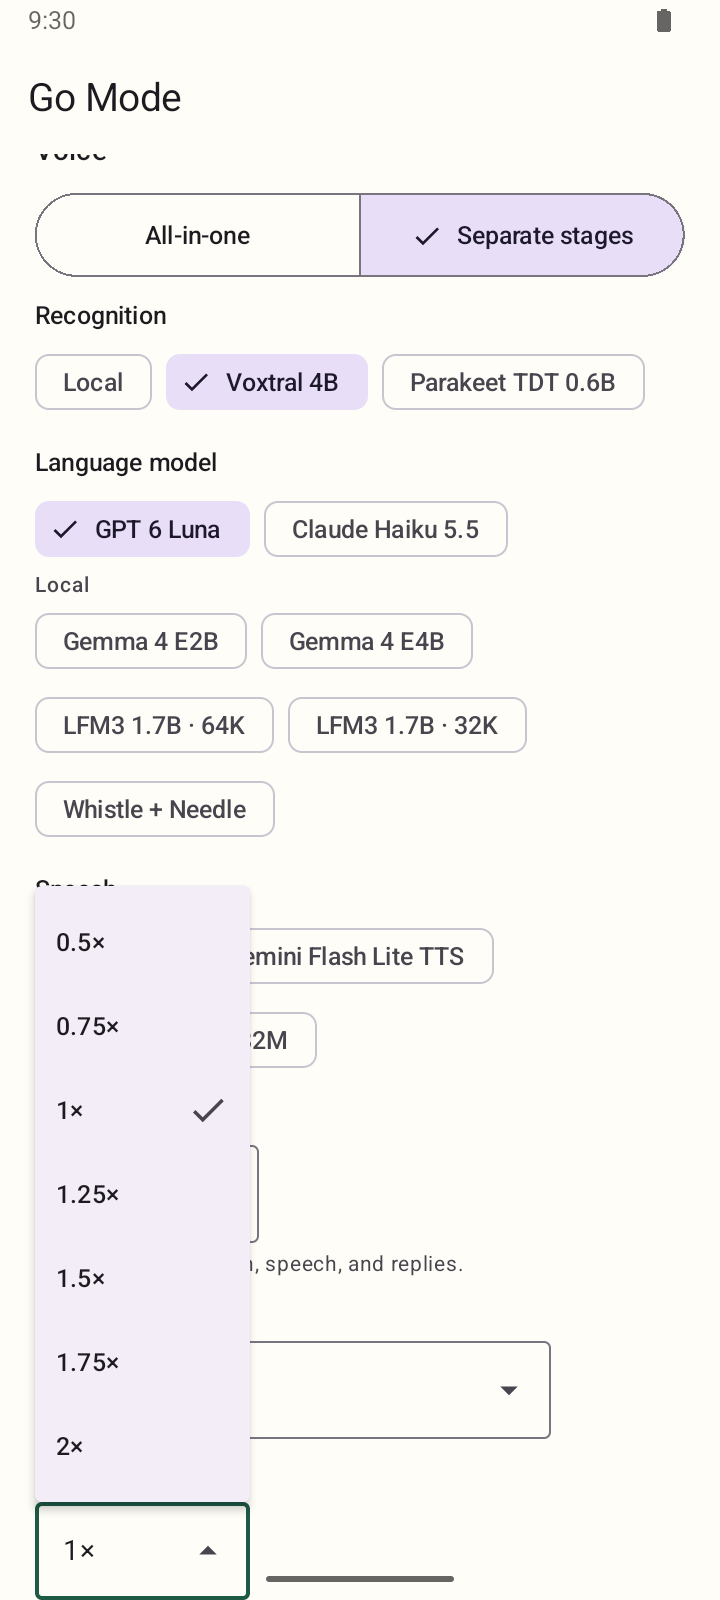 9:30
Go Mode
Voice
All-in-one
Separate stages
Recognition
Local
Voxtral 4B
Parakeet TDT 0.6B
Language model
GPT 6 Luna
Claude Haiku 5.5
Local
Gemma 4 E2B
Gemma 4 E4B
LFM3 1.7B · 64K
LFM3 1.7B · 32K
Whistle + Needle
Speech
0.5×
emini Flash Lite TTS
0.75×
2M
1×
1.25×
, speech, and replies.
1.5×
1.75×
2×
1×